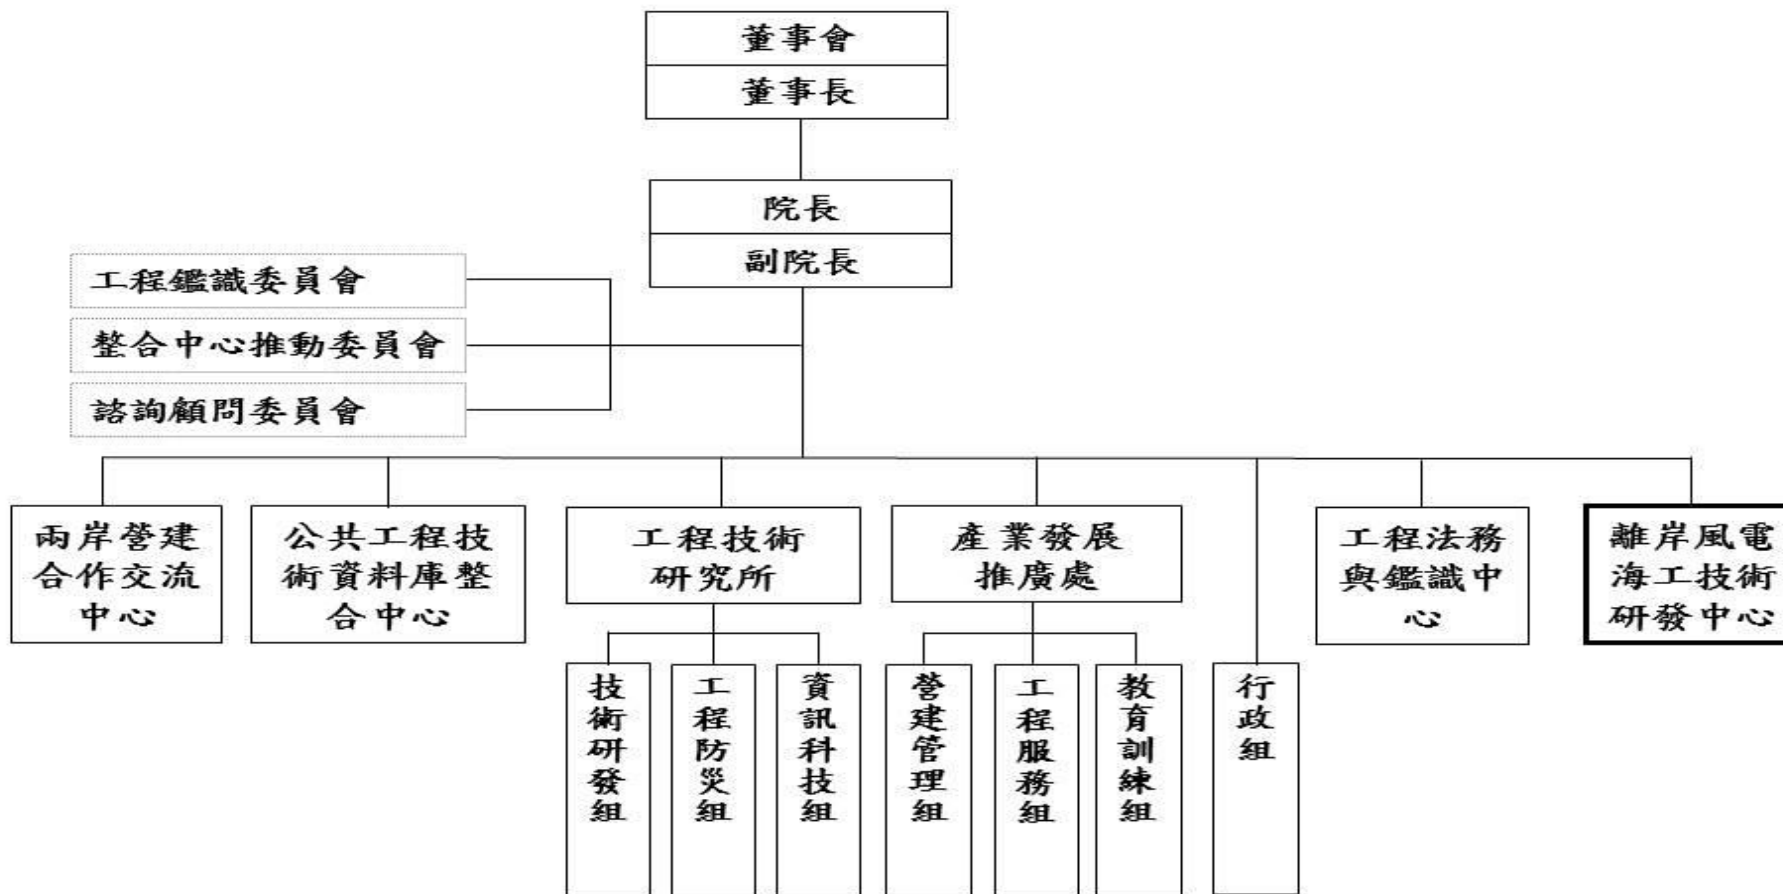 董事會
董事長
院長
副院長
工程鑑識委員會
整合中心推動委員會
諮詢顧問委員會
兩岸營建
合作交流
中心
公共工程技
術資料庫整
合中心
工程技術
研究所
產業發展
推廣處
工程法務
與鑑識中
心
離岸風電
海工技術
研發中心
技術研發組
工程防災組
資訊科技組
營建管理組
工程服務組
教育訓練組
行政組